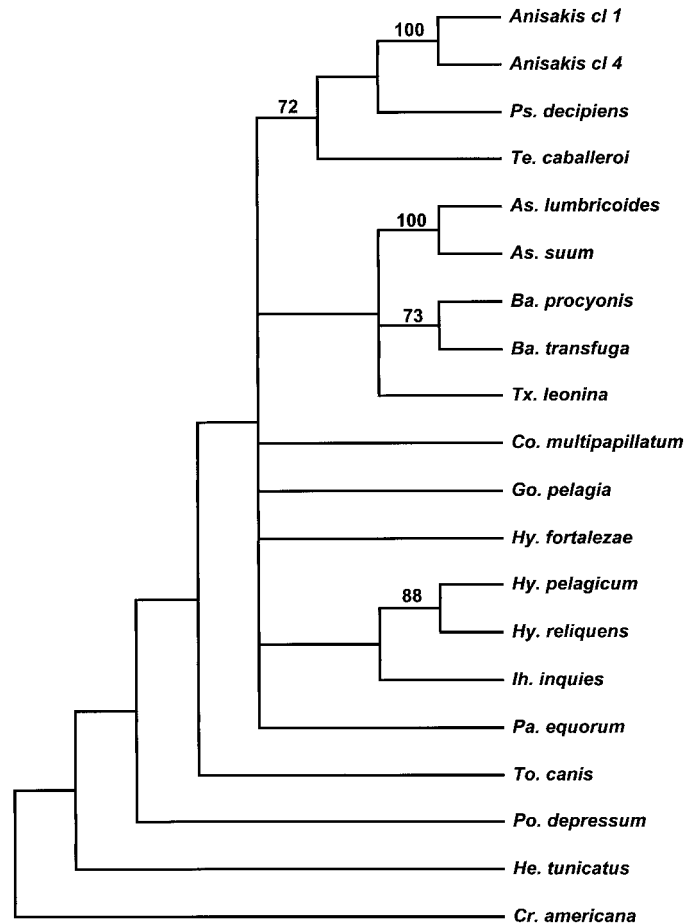 100
Anisakis cl 1
Anisakis cl 4
Ps. decipiens
72
Te. caballeroi
As. lumbricoides
100
As. suum
Ba. procyonis
73
Ba. transfuga
Tx. leonina
Co. multipapillatum
Go. pelagia
Hy. fortalezae
Hy. pelagicum
88
Hy. reliquens
Ih. inquies
Pa. equorum
To. canis
Po. depressum
He. tunicatus
Cr. americana